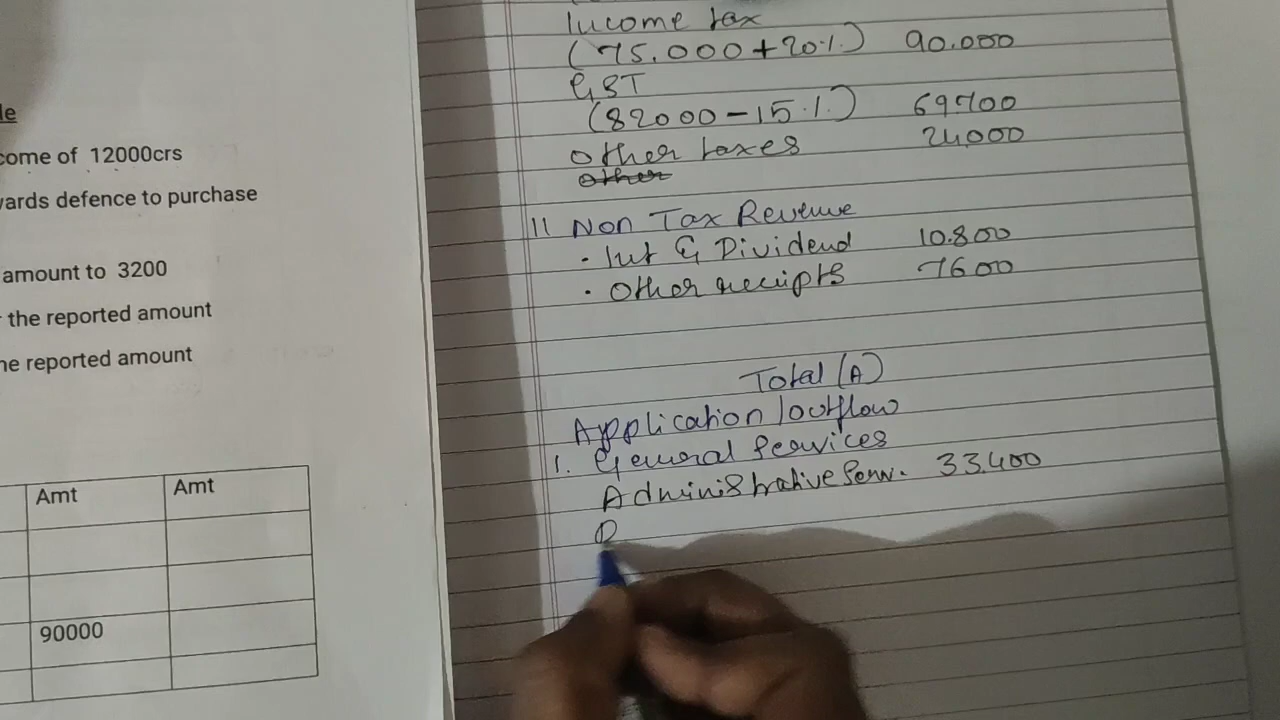 le
come of 12000crs
wards defence to purchase
amount to 3200
the reported amount
he reported amount
Amt Amt
90000
Income tax
(75.000+20%) 90.000
GST
(82000-15%) 69700
Other taxes 24000
Other
II Non Tax Revenue
· Int & Dividend 10.800
· Other receipts 7600
Total (A)
Application/outflow
1. General Services
Administrative Serv. 33.400